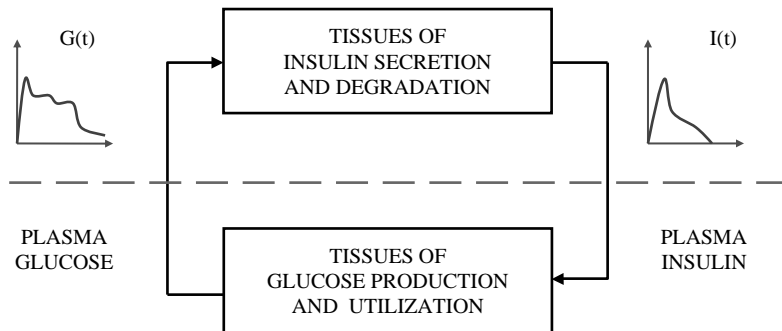 G(t)
TISSUES OF
INSULIN SECRETION
AND DEGRADATION
I(t)
PLASMA
GLUCOSE
TISSUES OF
GLUCOSE PRODUCTION
AND UTILIZATION
PLASMA
INSULIN